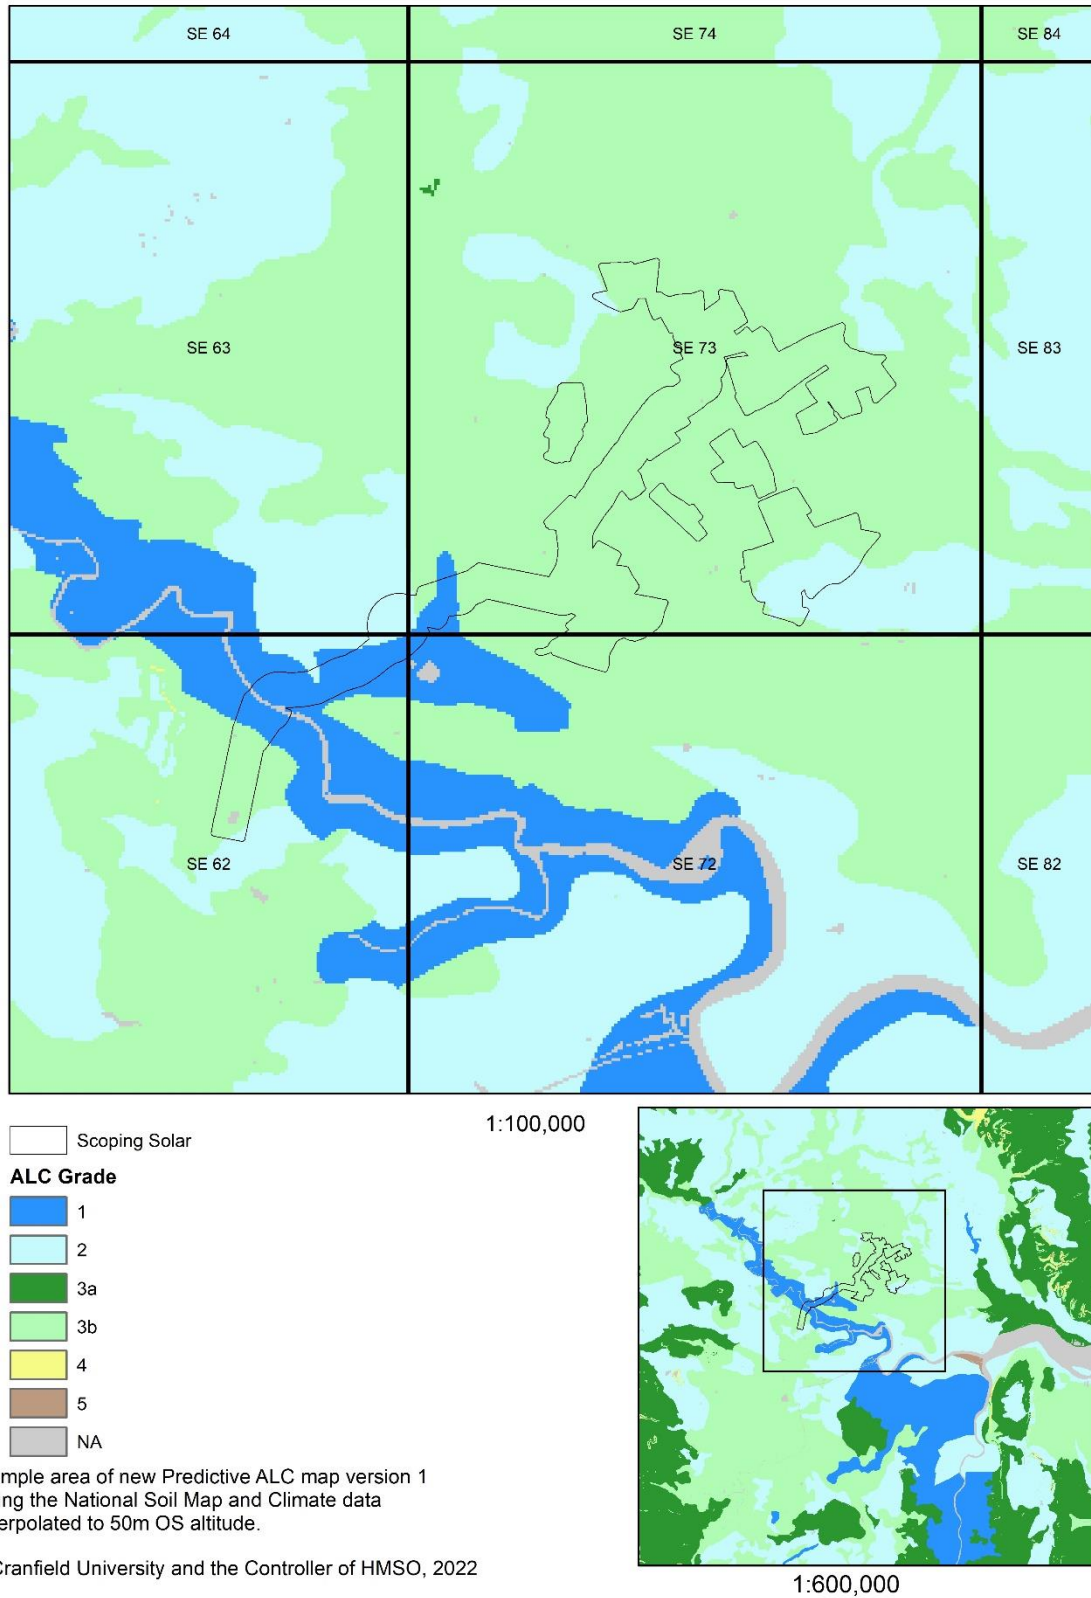 SE 64
SE 74
SE 84
SE 63
SE 73
SE 83
SE 62
SE 72
SE 82
1:100,000
Scoping Solar
ALC Grade
1
2
3a
3b
4
5
NA
mple area of new Predictive ALC map version 1
ng the National Soil Map and Climate data
erpolated to 50m OS altitude.
Cranfield University and the Controller of HMSO, 2022
1:600,000